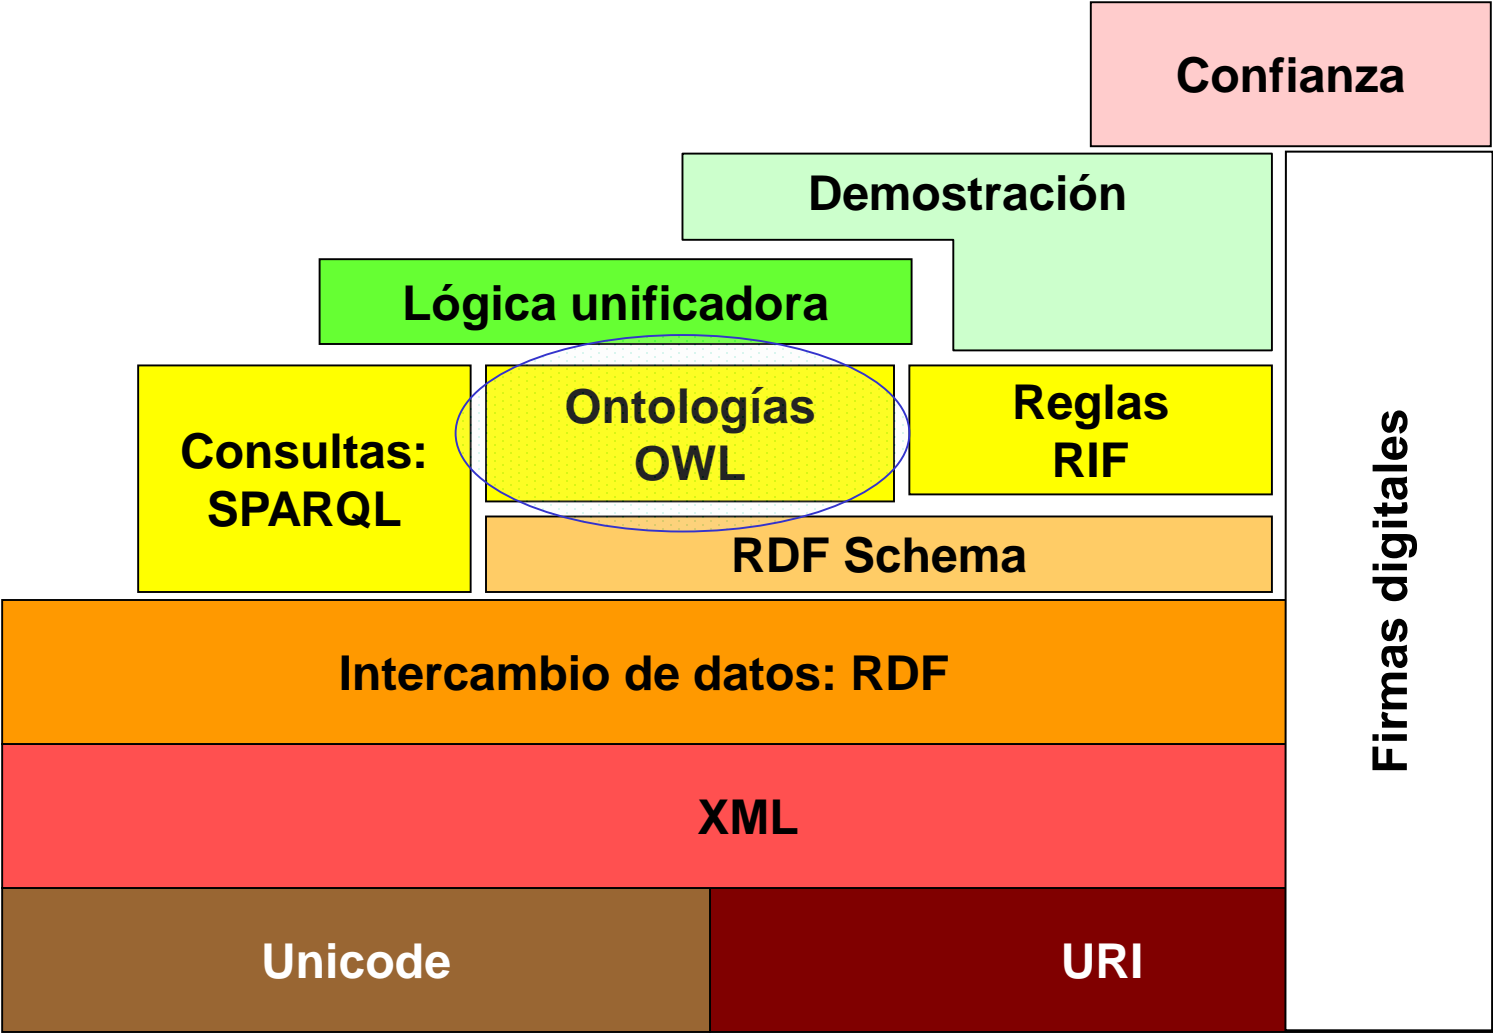 Confianza
Demostración
Lógica unificadora
Consultas:
SPARQL
Ontologías
OWL
Reglas
RIF
RDF Schema
Intercambio de datos: RDF
XML
Unicode
URI
Firmas digitales